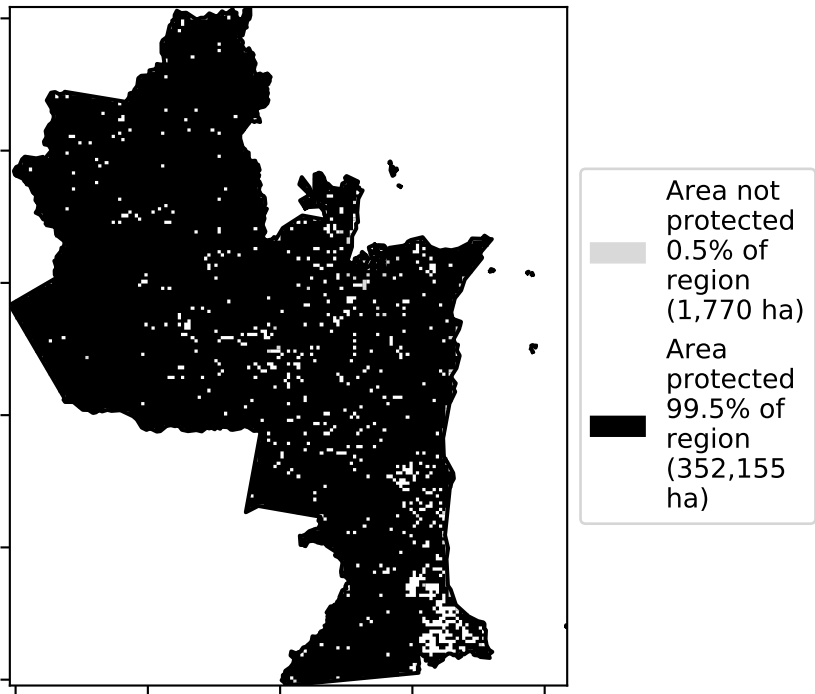 Area not
protected
0.5% of
region
(1,770 ha)
Area
protected
99.5% of
region
(352,155
ha)